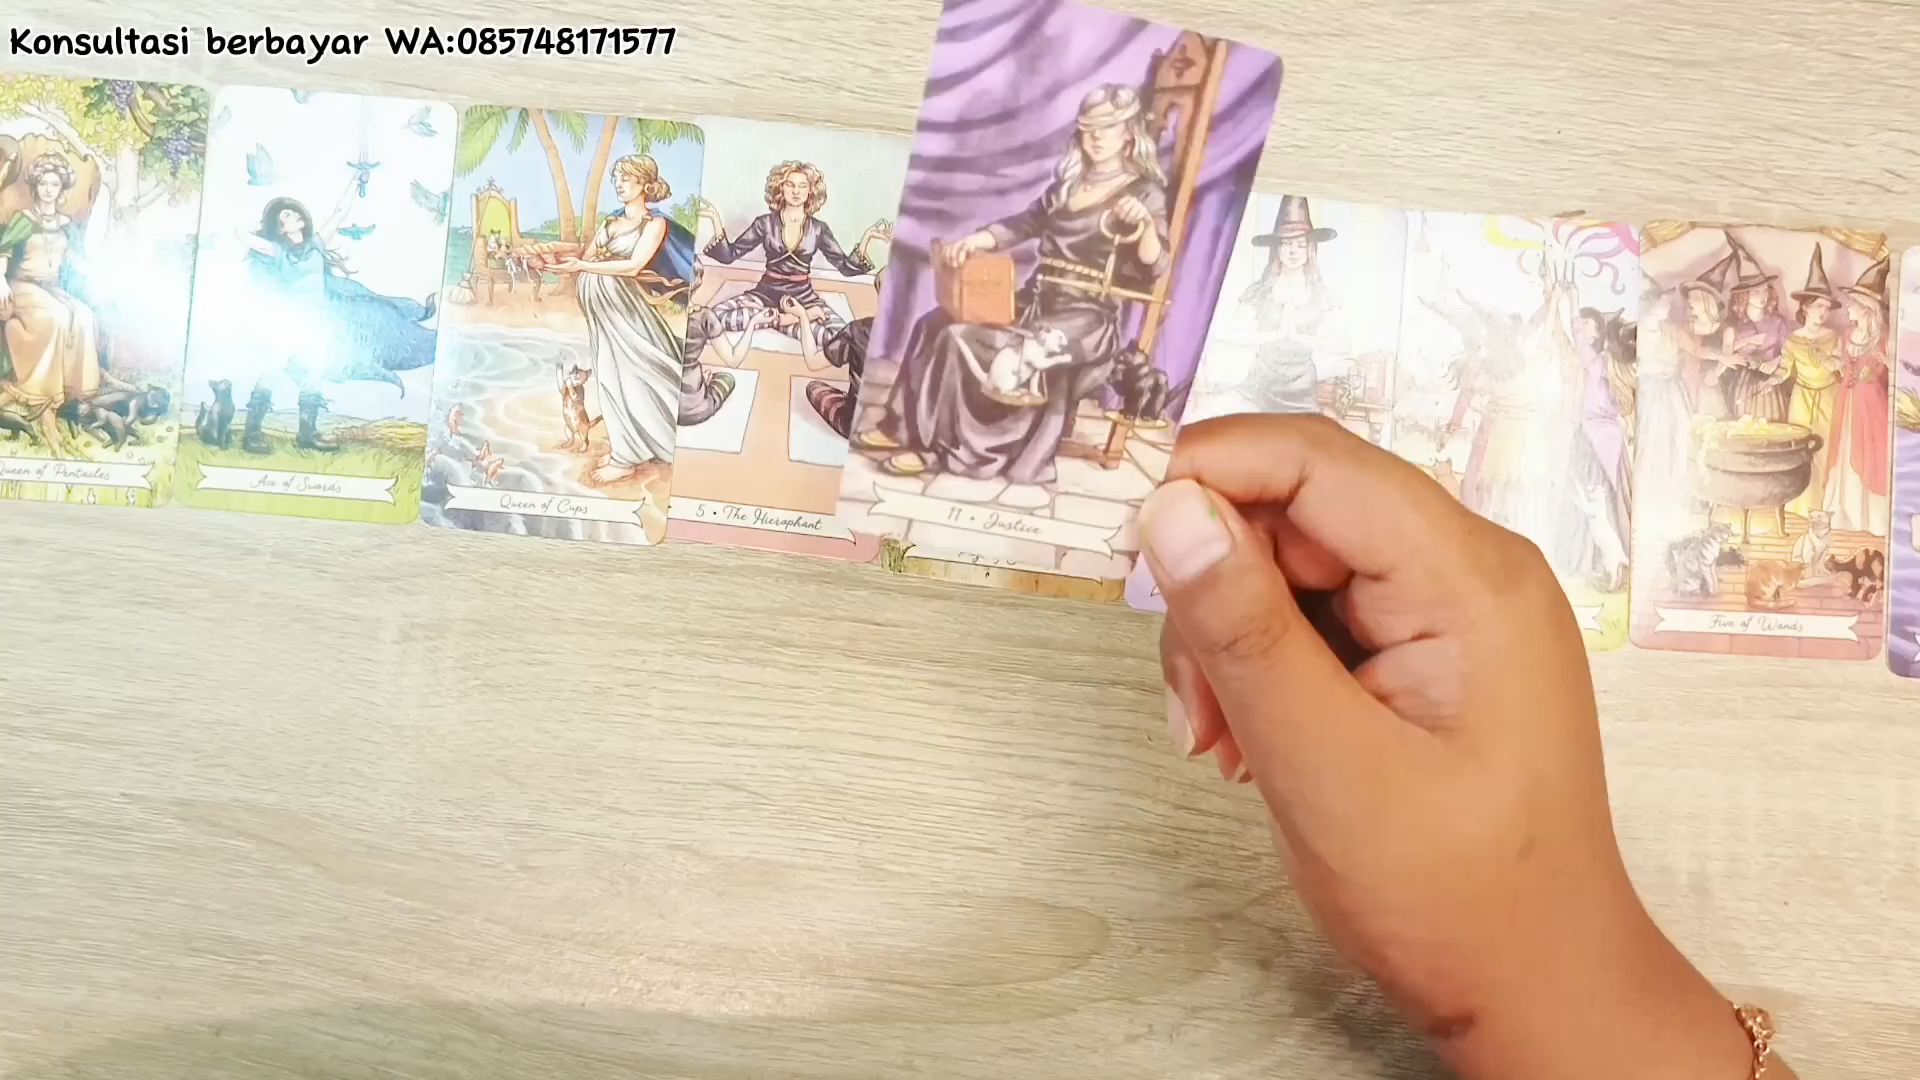 Konsultasi berbayar WA:085748171577
Queen of Pentacles
Ace of Swords
Queen of Cups
5 • The Hierophant
11 • Justice
Five of Wands